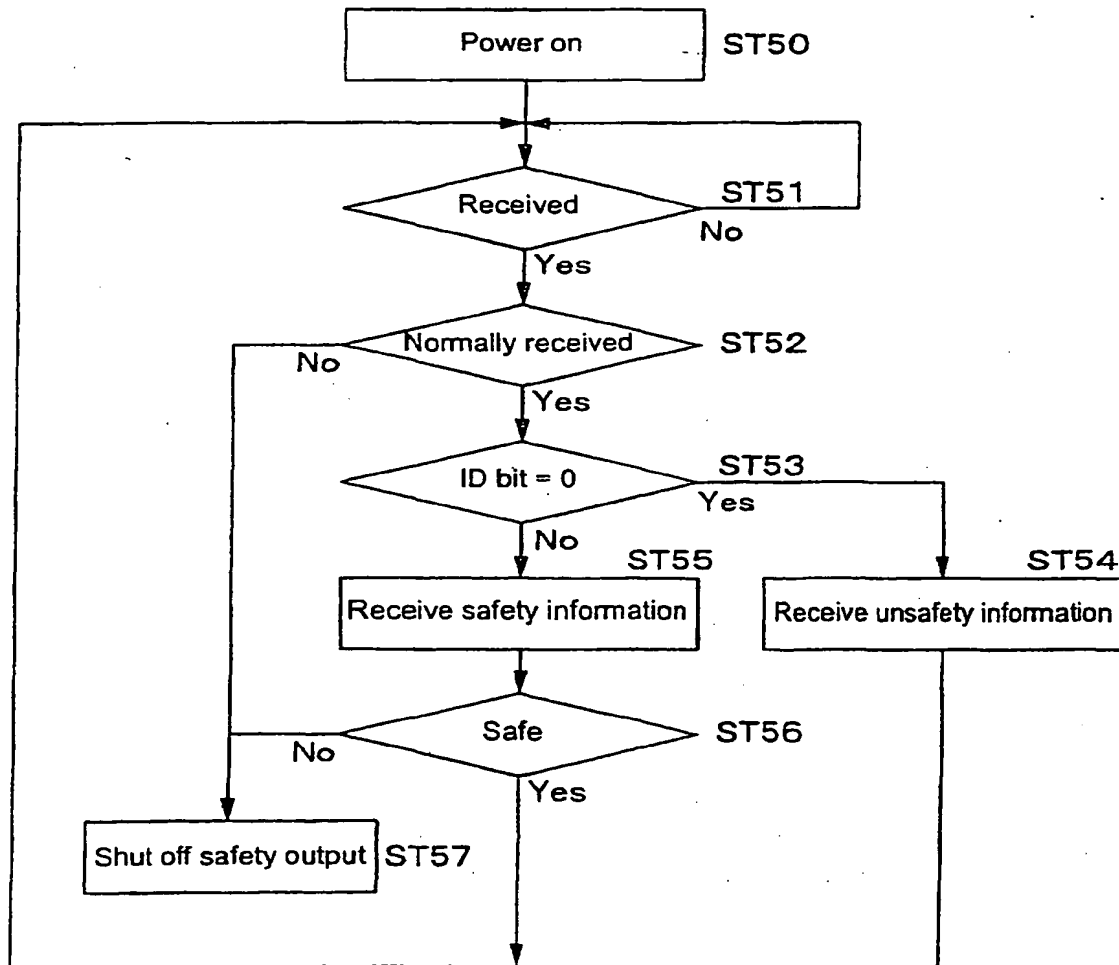 Power on
ST50
Received
ST51
No
Yes
Normally received
ST52
No
Yes
ID bit = 0
ST53
Yes
No
ST55
ST54
Receive safety information
Receive unsafety information
Safe
ST56
No
Yes
Shut off safety output
ST57